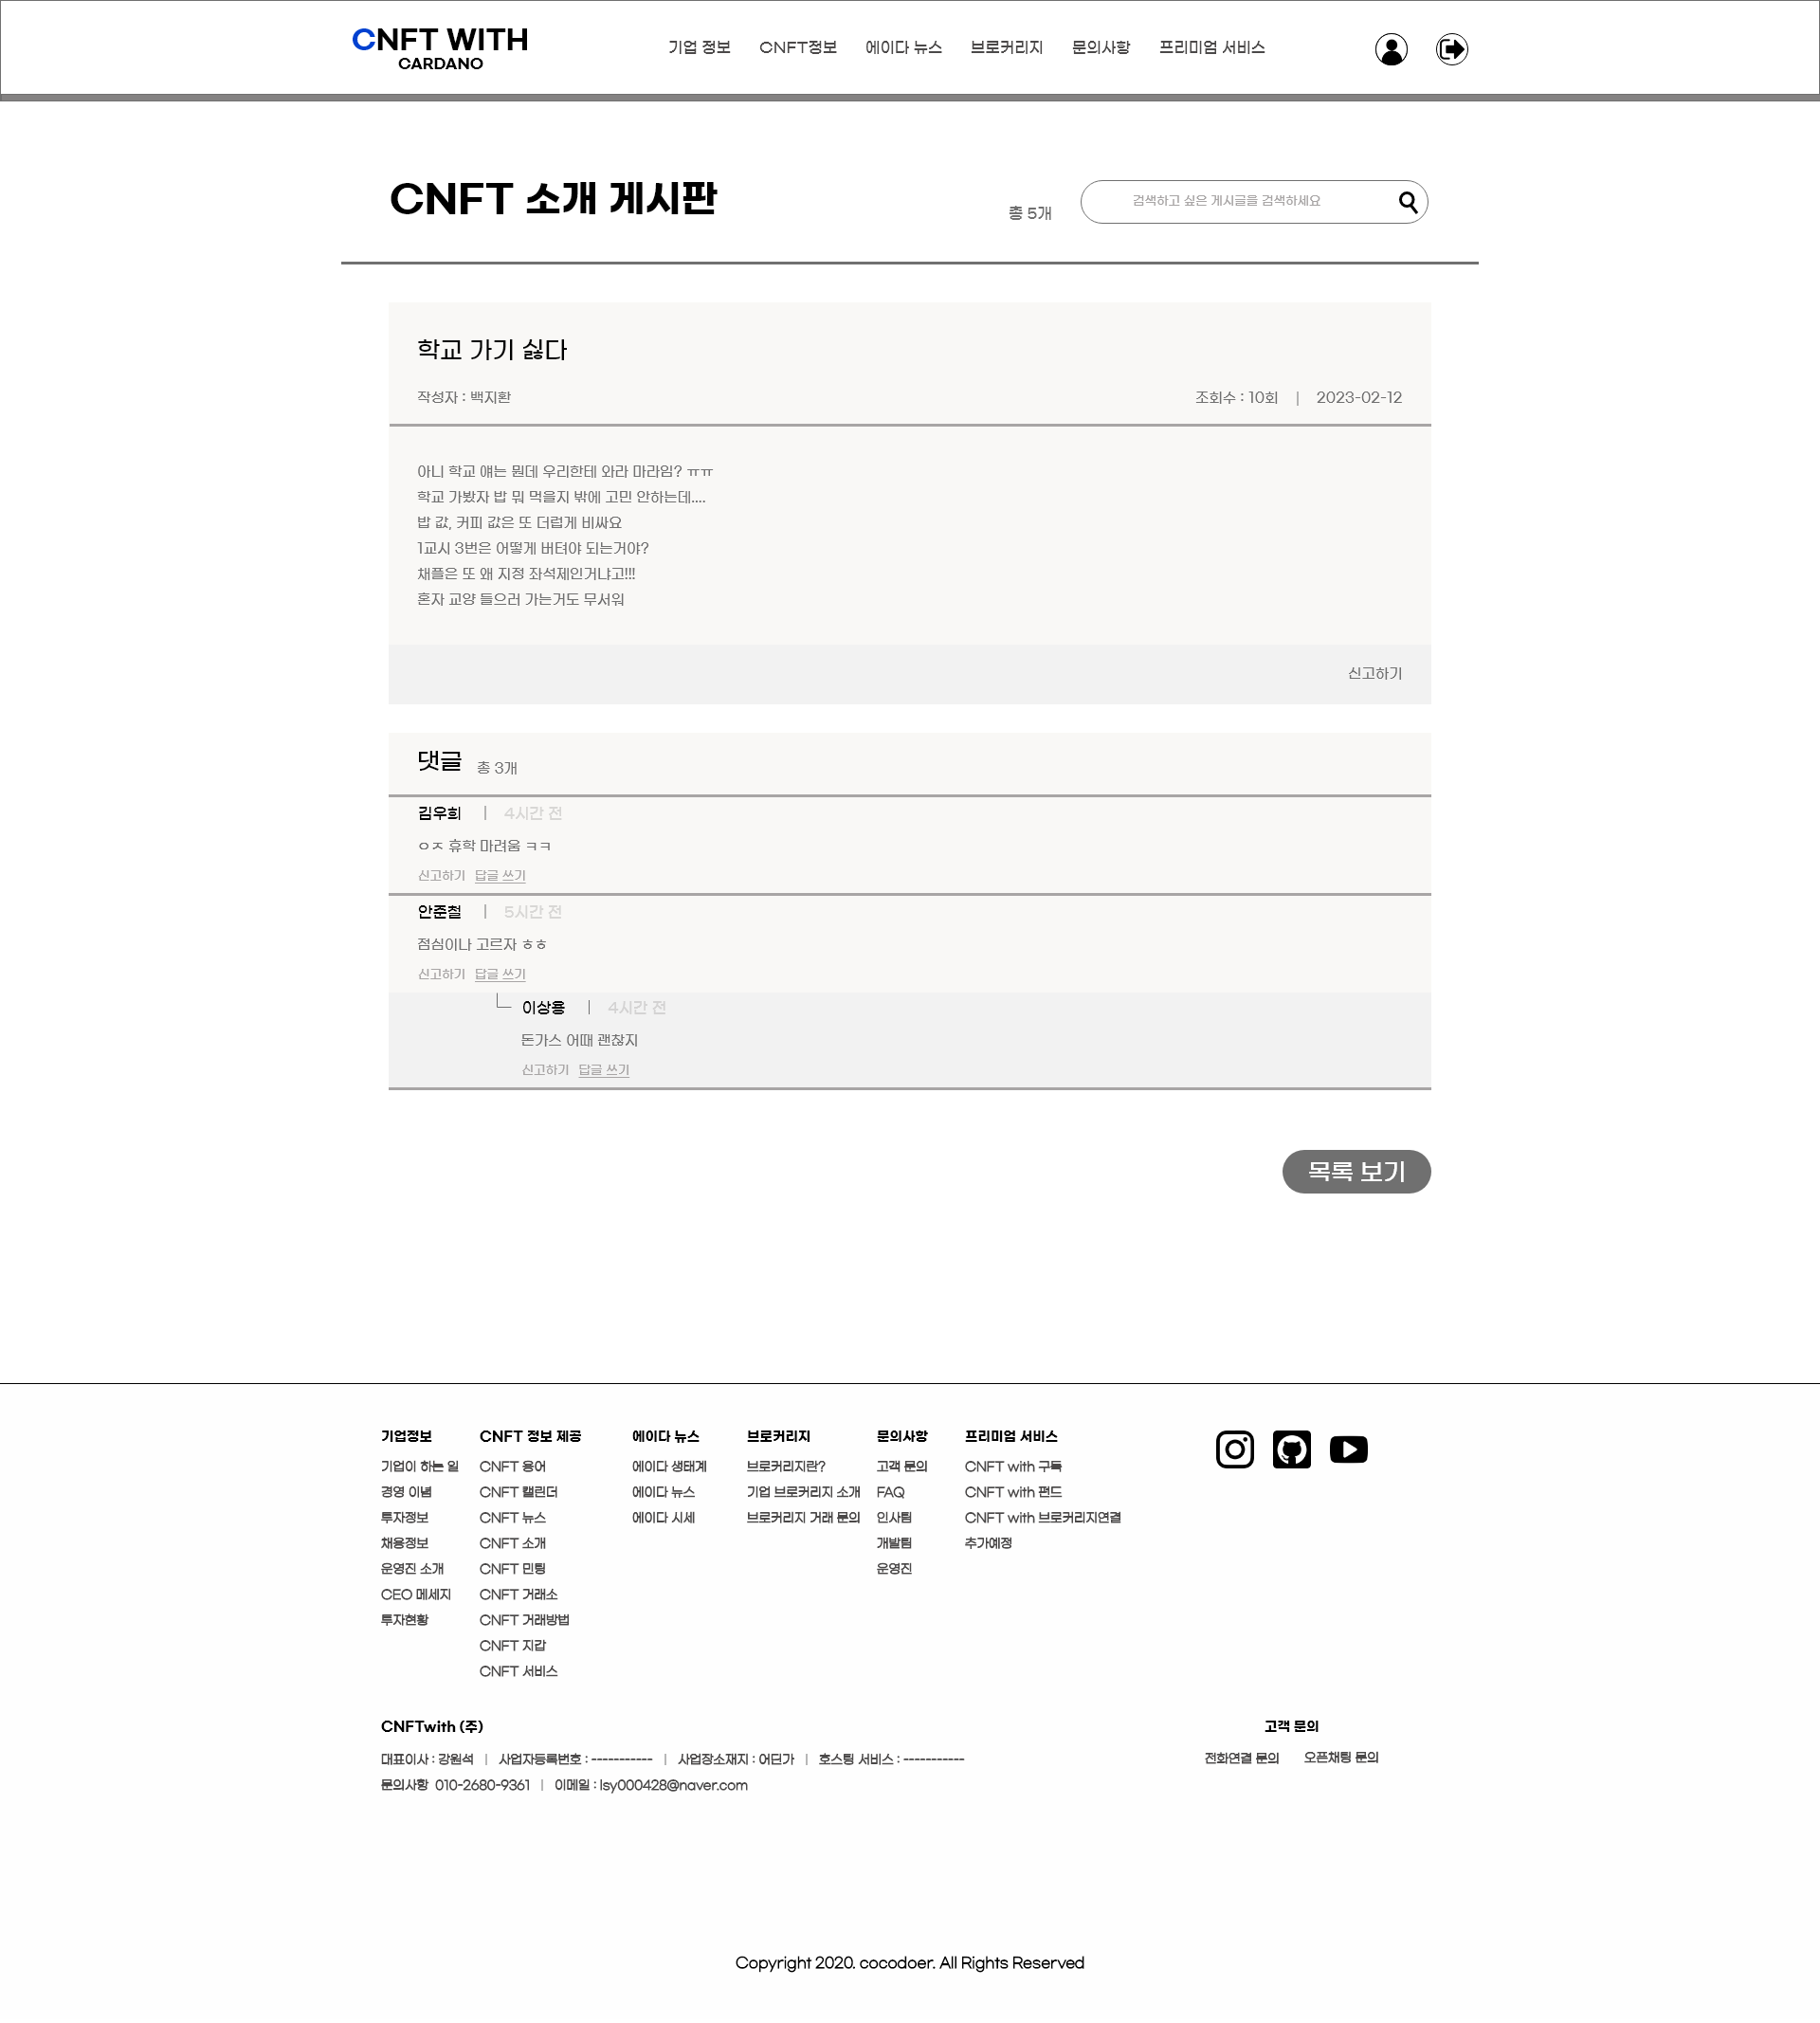 CNFT WITH
CARDANO
기업 정보 CNFT정보 에이다 뉴스 브로커리지 문의사항 프리미엄 서비스
CNFT 소개 게시판
총 5개
검색하고 싶은 게시글을 검색하세요
학교 가기 싫다
작성자 : 백지환
조회수 : 10회 | 2023-02-12
아니 학교 얘는 뭔데 우리한테 와라 마라임? ㅠㅠ
학교 가봤자 밥 뭐 먹을지 밖에 고민 안하는데....
밥 값, 커피 값은 또 더럽게 비싸요
1교시 3번은 어떻게 버텨야 되는거야?
채플은 또 왜 지정 좌석제인거냐고!!!
혼자 교양 들으러 가는거도 무서워
신고하기
댓글 총 3개
김우희 | 4시간 전
ㅇㅈ 휴학 마려움 ㅋㅋ
신고하기 답글 쓰기
안준철 | 5시간 전
점심이나 고르자 ㅎㅎ
신고하기 답글 쓰기
이상용 | 4시간 전
돈가스 어때 괜찮지
신고하기 답글 쓰기
목록 보기
기업정보
기업이 하는 일
경영 이념
투자정보
채용정보
운영진 소개
CEO 메세지
투자현황
CNFT 정보 제공
CNFT 용어
CNFT 캘린더
CNFT 뉴스
CNFT 소개
CNFT 민팅
CNFT 거래소
CNFT 거래방법
CNFT 지갑
CNFT 서비스
에이다 뉴스
에이다 생태계
에이다 뉴스
에이다 시세
브로커리지
브로커리지란?
기업 브로커리지 소개
브로커리지 거래 문의
문의사항
고객 문의
FAQ
인사팀
개발팀
운영진
프리미엄 서비스
CNFT with 구독
CNFT with 펀드
CNFT with 브로커리지연결
추가예정
CNFTwith (주)
대표이사 : 강원석 | 사업자등록번호 : ----------- | 사업장소재지 : 어딘가 | 호스팅 서비스 : -----------
문의사항 010-2680-9361 | 이메일 : lsy000428@naver.com
고객 문의
전화연결 문의 오픈채팅 문의
Copyright 2020. cocodoer. All Rights Reserved